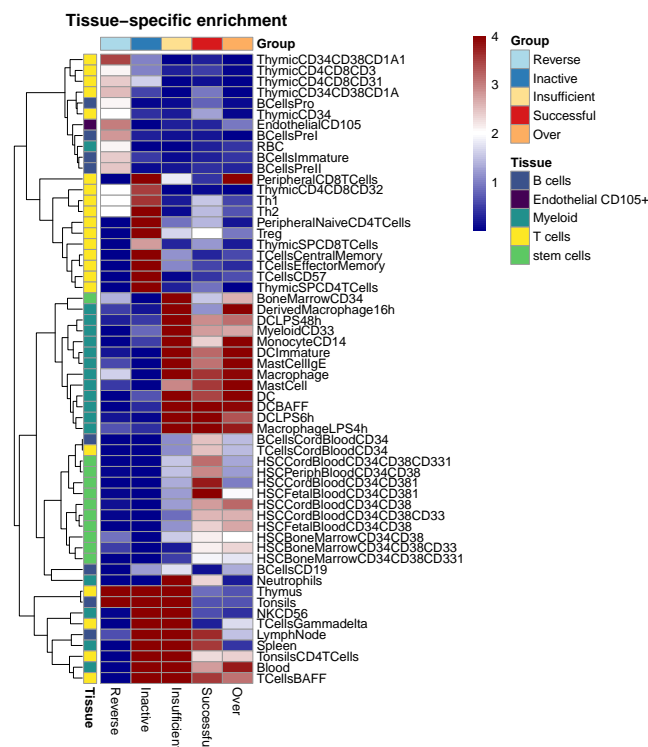 Tissue-specific enrichment
Group
ThymicCD34CD38CD1A1
ThymicCD4CD8CD3
ThymicCD4CD8CD31
ThymicCD34CD38CD1A
BCellsPro
ThymicCD34
EndothelialCD105
BCellsPreI
RBC
BCellsImmature
BCellsPreII
PeripheralCD8TCells
ThymicCD4CD8CD32
Th1
Th2
PeripheralNaiveCD4TCells
Treg
ThymicSPCD8TCells
TCellsCentralMemory
TCellsEffectorMemory
TCellsCD57
ThymicSPCD4TCells
BoneMarrowCD34
DerivedMacrophage16h
DCLPS48h
MyeloidCD33
MonocyteCD14
DCImmature
MastCellIgE
Macrophage
MastCell
DC
DCBAFF
DCLPS6h
MacrophageLPS4h
BCellsCordBloodCD34
TCellsCordBloodCD34
HSCCordBloodCD34CD38CD331
HSCPeriphBloodCD34CD38
HSCCordBloodCD34CD381
HSCFetalBloodCD34CD381
HSCCordBloodCD34CD38
HSCCordBloodCD34CD38CD33
HSCFetalBloodCD34CD38
HSCBoneMarrowCD34CD38
HSCBoneMarrowCD34CD38CD33
HSCBoneMarrowCD34CD38CD331
BCellsCD19
Neutrophils
Thymus
Tonsils
NKCD56
TCellsGammadelta
LymphNode
Spleen
TonsilsCD4TCells
Blood
TCellsBAFF
Tissue
Reverse
Inactive
Insufficien
Successfu
Over
4
3
2
1
Group
Reverse
Inactive
Insufficient
Successful
Over
Tissue
B cells
Endothelial CD105+
Myeloid
T cells
stem cells